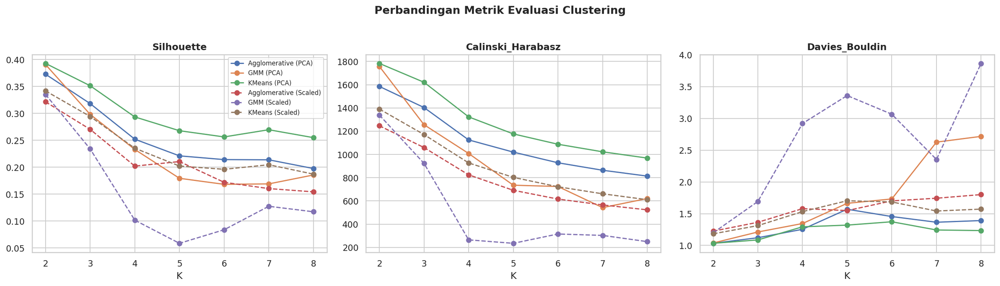 Perbandingan Metrik Evaluasi Clustering
Silhouette
0.40
0.35
0.30
0.25
0.20
0.15
0.10
0.05
Agglomerative (PCA)
GMM (PCA)
KMeans (PCA)
Agglomerative (Scaled)
GMM (Scaled)
KMeans (Scaled)
2 3 4 5 6 7 8
K
Calinski_Harabasz
1800
1600
1400
1200
1000
800
600
400
200
2 3 4 5 6 7 8
K
Davies_Bouldin
4.0
3.5
3.0
2.5
2.0
1.5
1.0
2 3 4 5 6 7 8
K